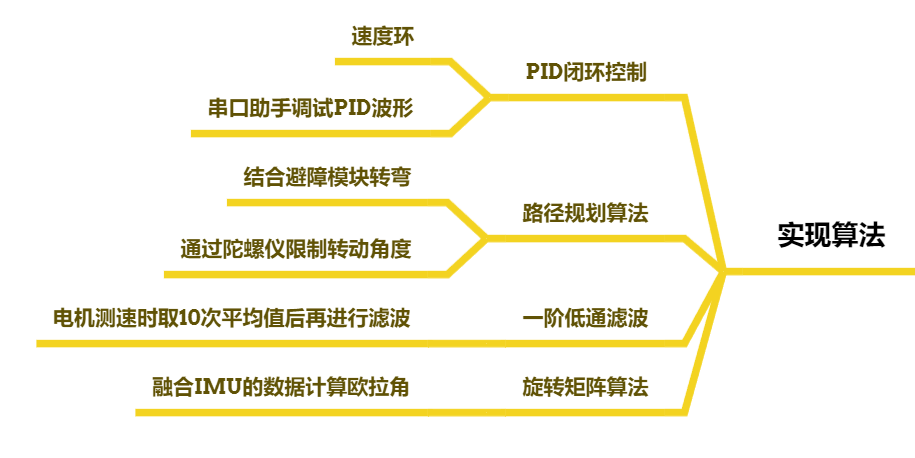 速度环
PID闭环控制
串口助手调试PID波形
结合避障模块转弯
路径规划算法
实现算法
通过陀螺仪限制转动角度
电机测速时取10次平均值后再进行滤波
一阶低通滤波
融合IMU的数据计算欧拉角
旋转矩阵算法